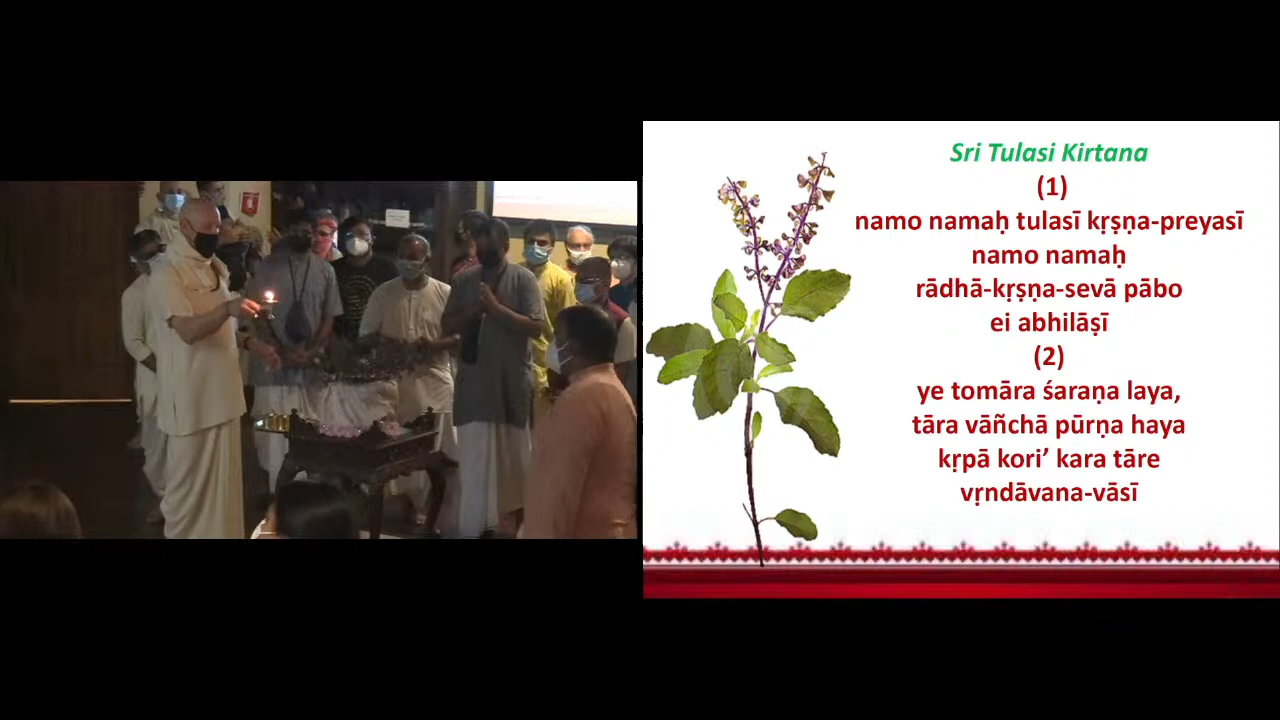 Sri Tulasi Kirtana
(1)
namo namaḥ tulasī kṛṣṇa-preyasī
namo namaḥ
rādhā-kṛṣṇa-sevā pābo
ei abhilāṣī
(2)
ye tomāra śaraṇa laya,
tāra vāñchā pūrṇa haya
kṛpā kori’ kara tāre
vṛndāvana-vāsī